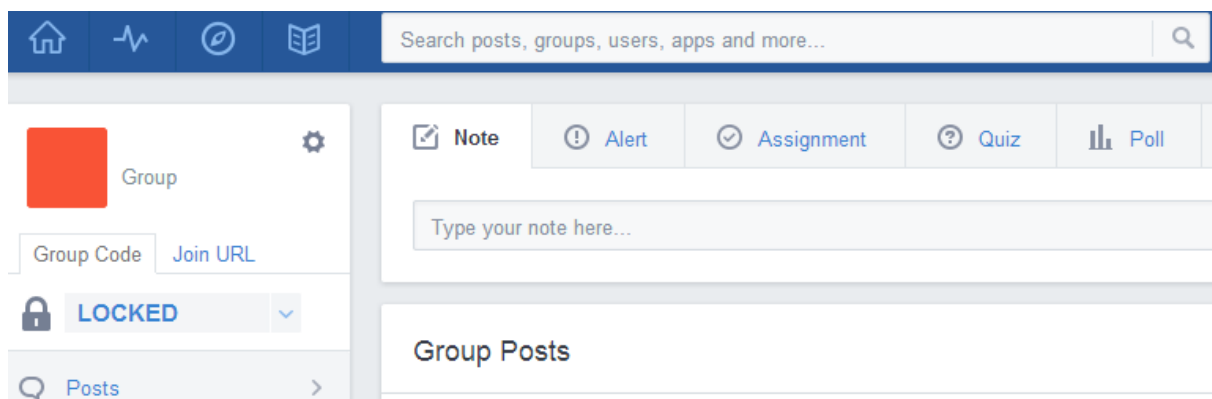 Search posts, groups, users, apps and more...
Note Alert Assignment Quiz Poll
Group
Type your note here...
Group Code Join URL
LOCKED
Group Posts
Posts